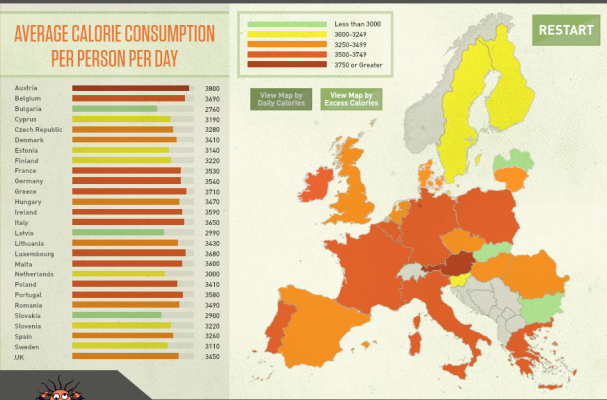 AVERAGE CALORIE CONSUMPTION
PER PERSON PER DAY
Austria 3800
Belgium 3690
Bulgaria 2760
Cyprus 3190
Czech Republic 3280
Denmark 3410
Estonia 3140
Finland 3220
France 3530
Germany 3540
Greece 3710
Hungary 3470
Ireland 3590
Italy 3650
Latvia 2990
Lithuania 3430
Luxembourg 3680
Malta 3600
Netherlands 3000
Poland 3410
Portugal 3580
Romania 3490
Slovakia 2900
Slovenia 3220
Spain 3260
Sweden 3110
UK 3450
Less than 3000
3000-3249
3250-3499
3500-3749
3750 or Greater
View Map by
Daily Calories
View Map by
Excess Calories
RESTART